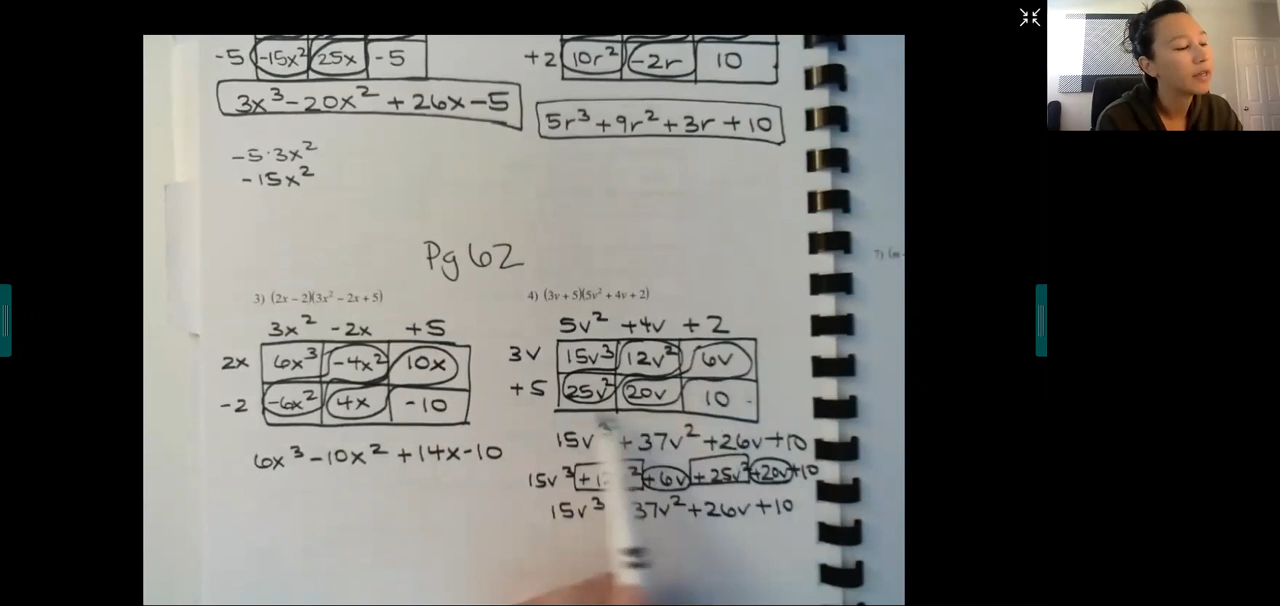 -5 -15x² 25x -5
3x³-20x²+26x-5
-5·3x²
-15x²
+2 10r² -2r 10
5r³+9r²+3r+10
Pg 62
3) (2x - 2)(3x² - 2x + 5)
3x² -2x +5
2x 6x³ -4x² 10x
-2 -6x² 4x -10
6x³-10x²+14x-10
4) (3v + 5)(5v² + 4v + 2)
5v² +4v +2
3v 15v³ 12v² 6v
+5 25v² 20v 10
15v +37v²+26v+10
15v³ +6v +25v² +20v +10
15v³ 37v²+26v+10
7)